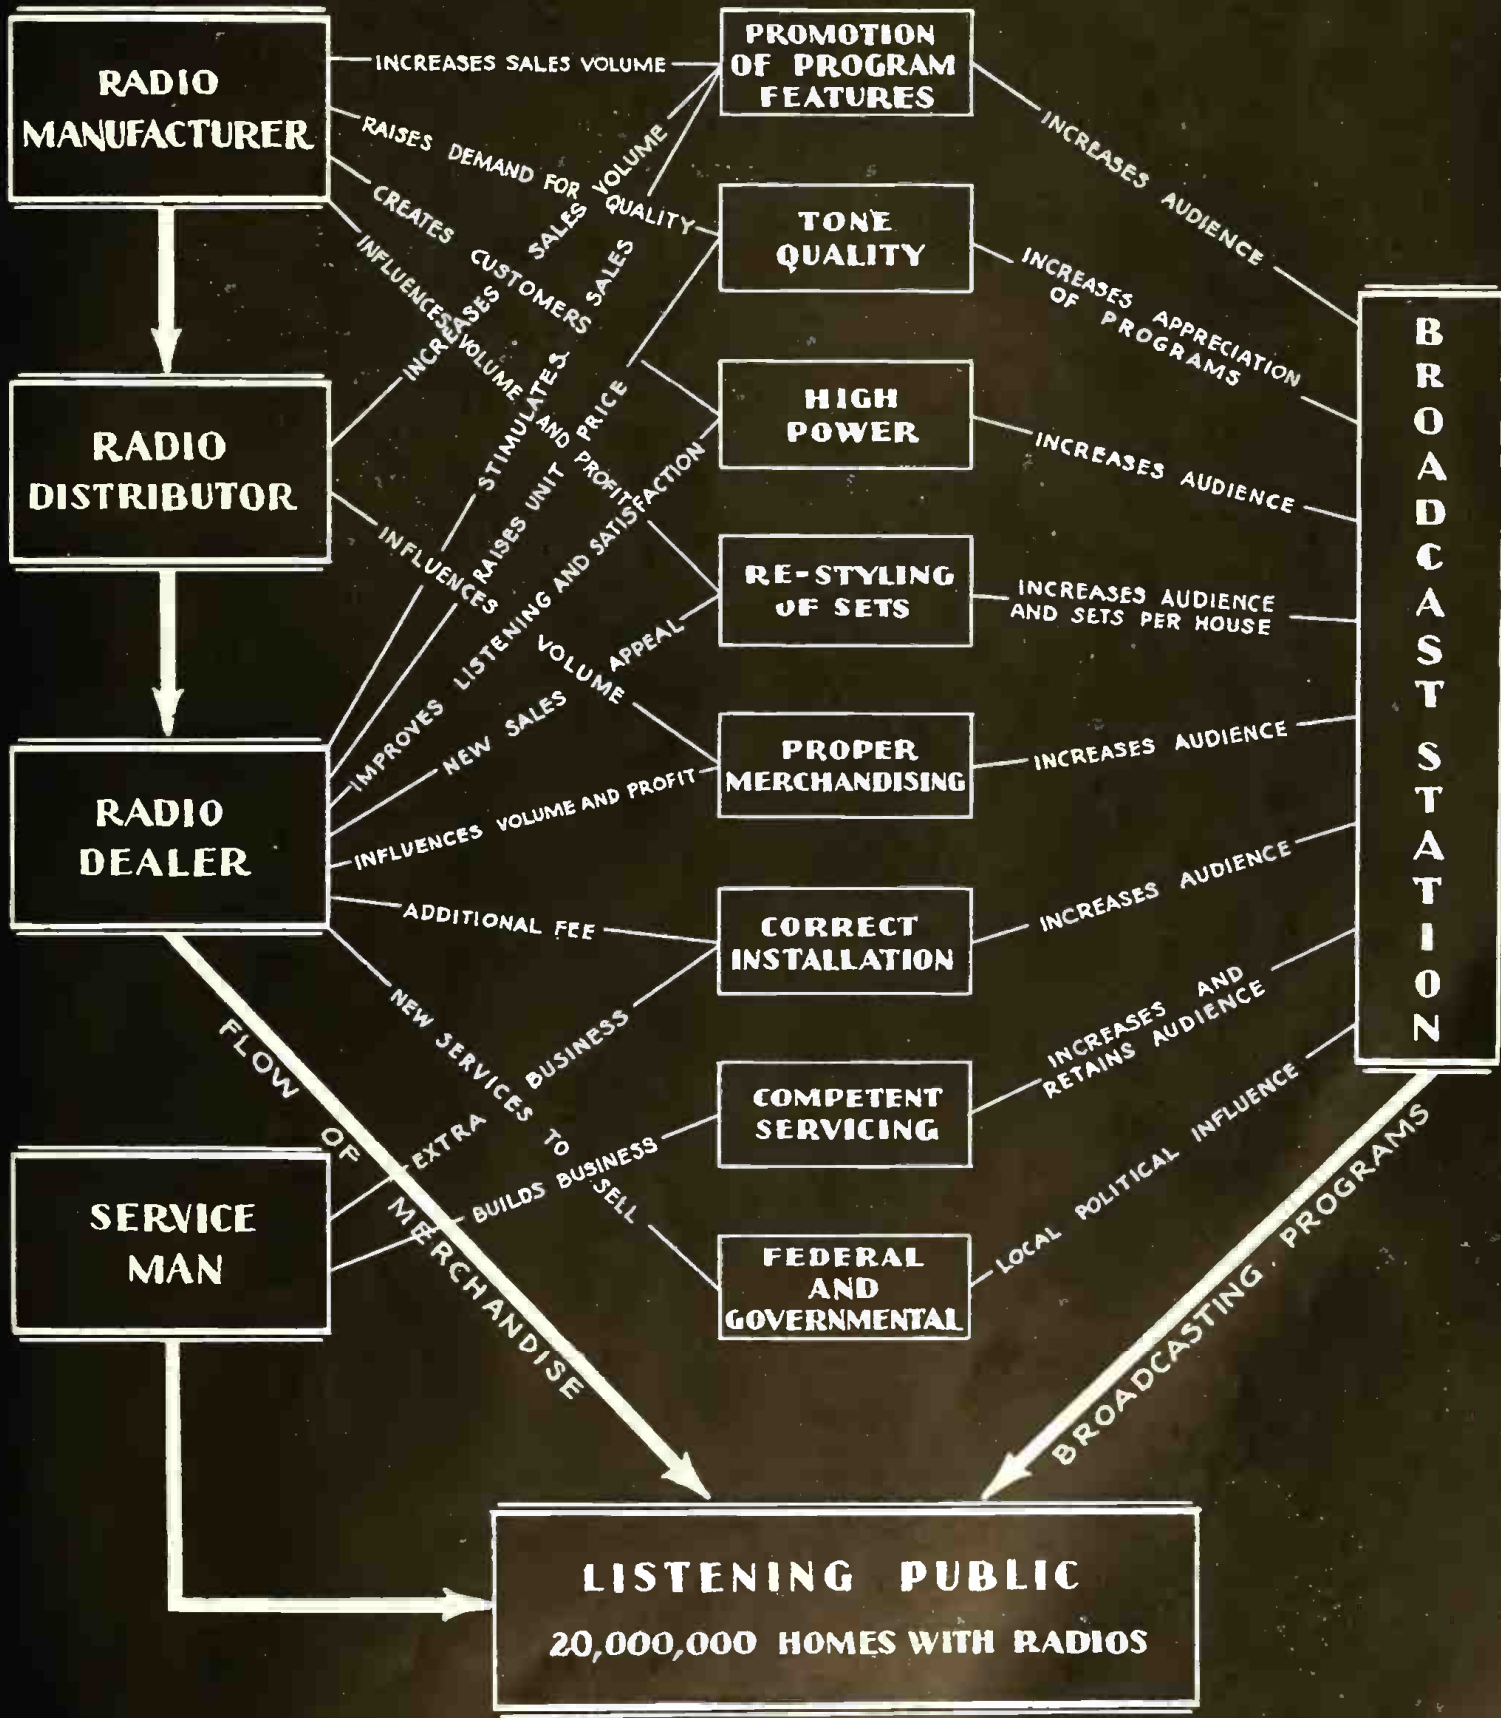 RADIO
MANUFACTURER
RADIO
DISTRIBUTOR
RADIO
DEALER
SERVICE
MAN
INCREASES SALES VOLUME
RAISES DEMAND FOR QUALITY
CREATES CUSTOMERS
INFLUENCES VOLUME AND PROFIT
INCREASES SALES VOLUME
INFLUENCES VOLUME
STIMULATES SALES
RAISES UNIT PRICE
IMPROVES LISTENING AND SATISFACTION
NEW SALES APPEAL
INFLUENCES VOLUME AND PROFIT
ADDITIONAL FEE
NEW SERVICES TO SELL
EXTRA BUSINESS
BUILDS BUSINESS
FLOW OF MERCHANDISE
PROMOTION
OF PROGRAM
FEATURES
TONE
QUALITY
HIGH
POWER
RE-STYLING
OF SETS
PROPER
MERCHANDISING
CORRECT
INSTALLATION
COMPETENT
SERVICING
FEDERAL
AND
GOVERNMENTAL
INCREASES AUDIENCE
INCREASES APPRECIATION
OF PROGRAMS
INCREASES AUDIENCE
INCREASES AUDIENCE
AND SETS PER HOUSE
INCREASES AUDIENCE
INCREASES AUDIENCE
INCREASES AND
RETAINS AUDIENCE
LOCAL POLITICAL INFLUENCE
BROADCAST STATION
BROADCASTING PROGRAMS
LISTENING PUBLIC
20,000,000 HOMES WITH RADIOS